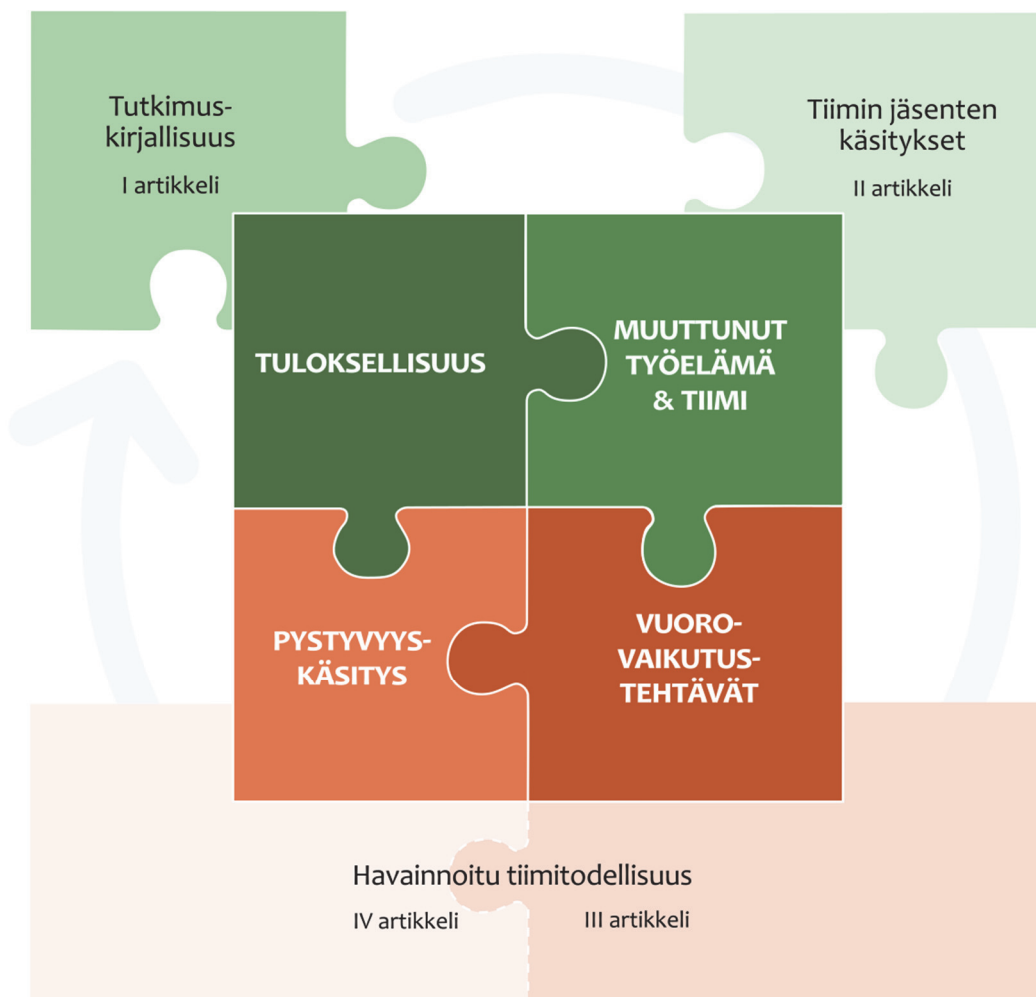 Tutkimus-
kirjallisuus
I artikkeli
Tiimin jäsenten
käsitykset
II artikkeli
TULOKSELLISUUS
MUUTTUNUT
TYÖELÄMÄ
& TIIMI
PYSTYVYYS-
KÄSITYS
VUORO-
VAIKUTUS-
TEHTÄVÄT
Havainnoitu tiimitodellisuus
IV artikkeli
III artikkeli